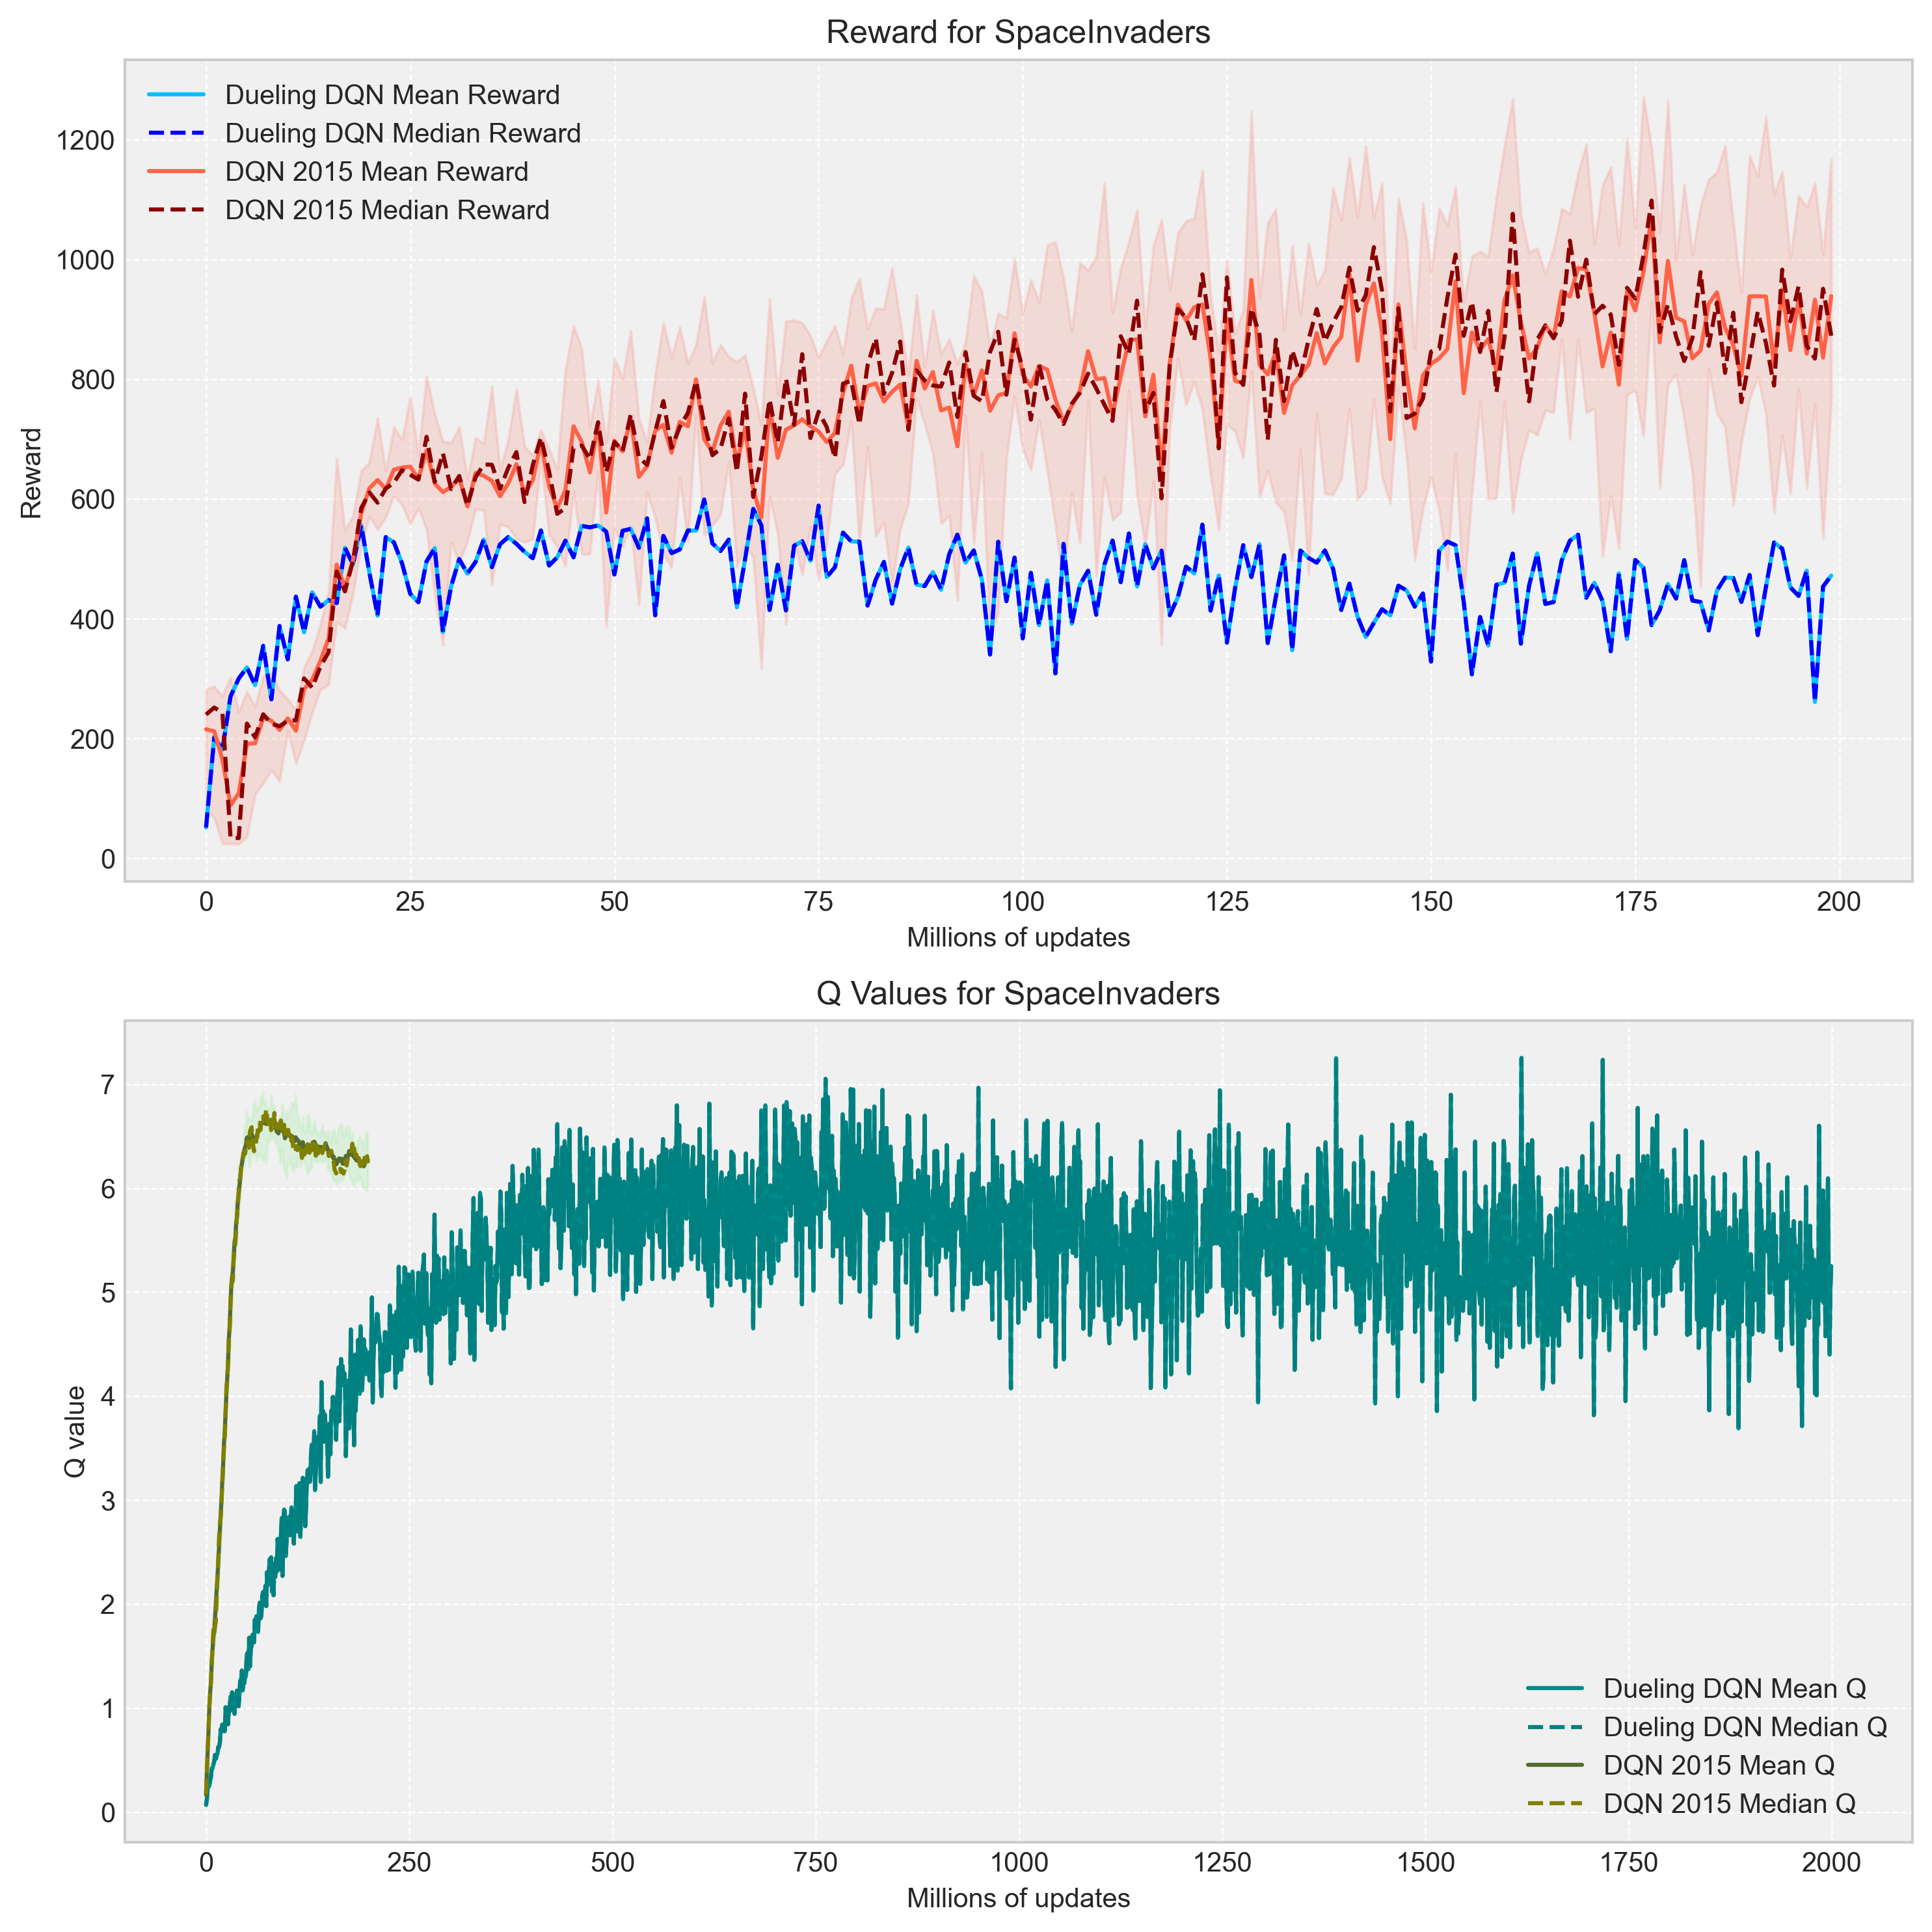 Reward for SpaceInvaders
Dueling DQN Mean Reward
Dueling DQN Median Reward
DQN 2015 Mean Reward
DQN 2015 Median Reward
1200
1000
800
600
400
200
0
Reward
0 25 50 75 100 125 150 175 200
Millions of updates
Q Values for SpaceInvaders
7
6
5
4
3
2
1
0
Q value
Dueling DQN Mean Q
Dueling DQN Median Q
DQN 2015 Mean Q
DQN 2015 Median Q
0 250 500 750 1000 1250 1500 1750 2000
Millions of updates